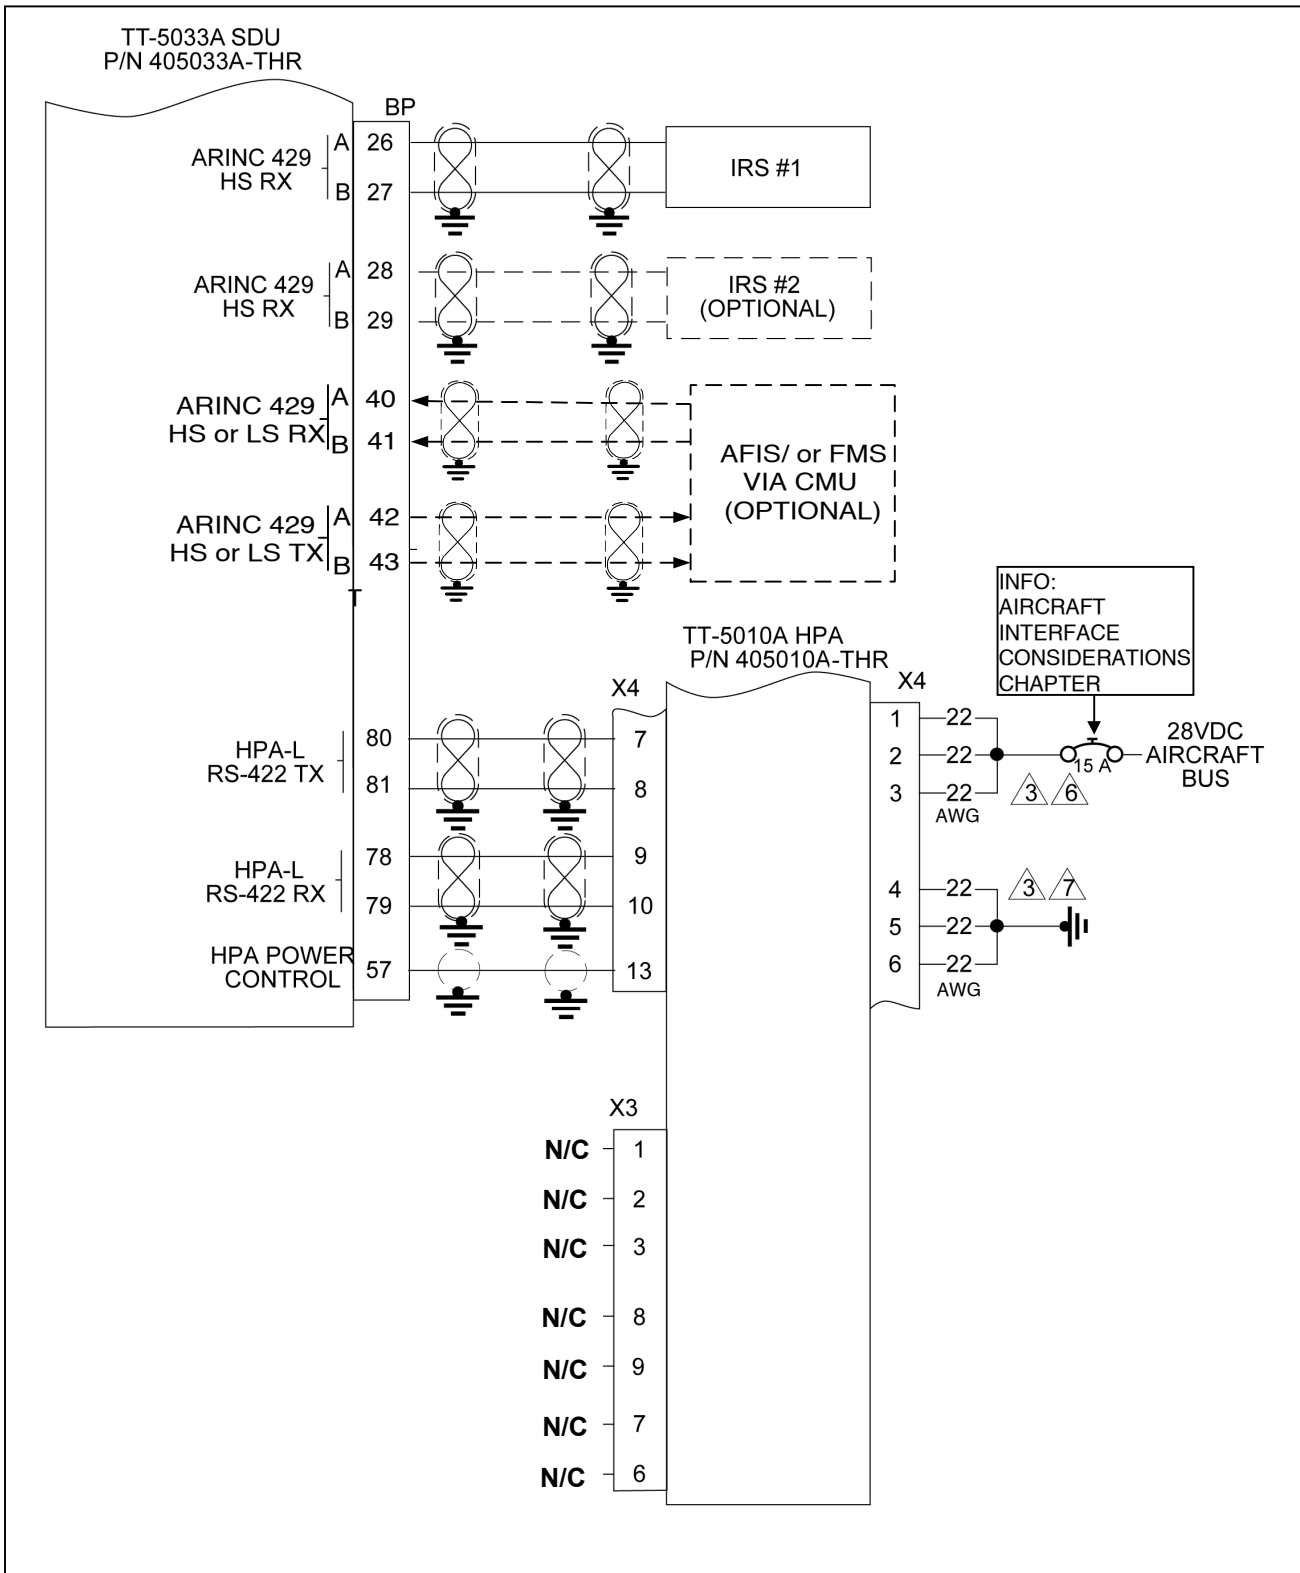 TT-5033A SDU
P/N 405033A-THR
BP
ARINC 429
HS RX
A
26
B
27
IRS #1
ARINC 429
HS RX
A
28
B
29
IRS #2
(OPTIONAL)
ARINC 429
HS or LS RX
A
40
B
41
ARINC 429
HS or LS TX
A
42
B
43
AFIS/ or FMS
VIA CMU
(OPTIONAL)
T
INFO:
AIRCRAFT
INTERFACE
CONSIDERATIONS
CHAPTER
TT-5010A HPA
P/N 405010A-THR
X4
X4
HPA-L
RS-422 TX
80
81
7
8
HPA-L
RS-422 RX
78
79
9
10
HPA POWER
CONTROL
57
13
1
22
2
22
3
22
AWG
15 A
3
6
28VDC
AIRCRAFT
BUS
4
22
5
22
6
22
AWG
3
7
X3
N/C
1
N/C
2
N/C
3
N/C
8
N/C
9
N/C
7
N/C
6